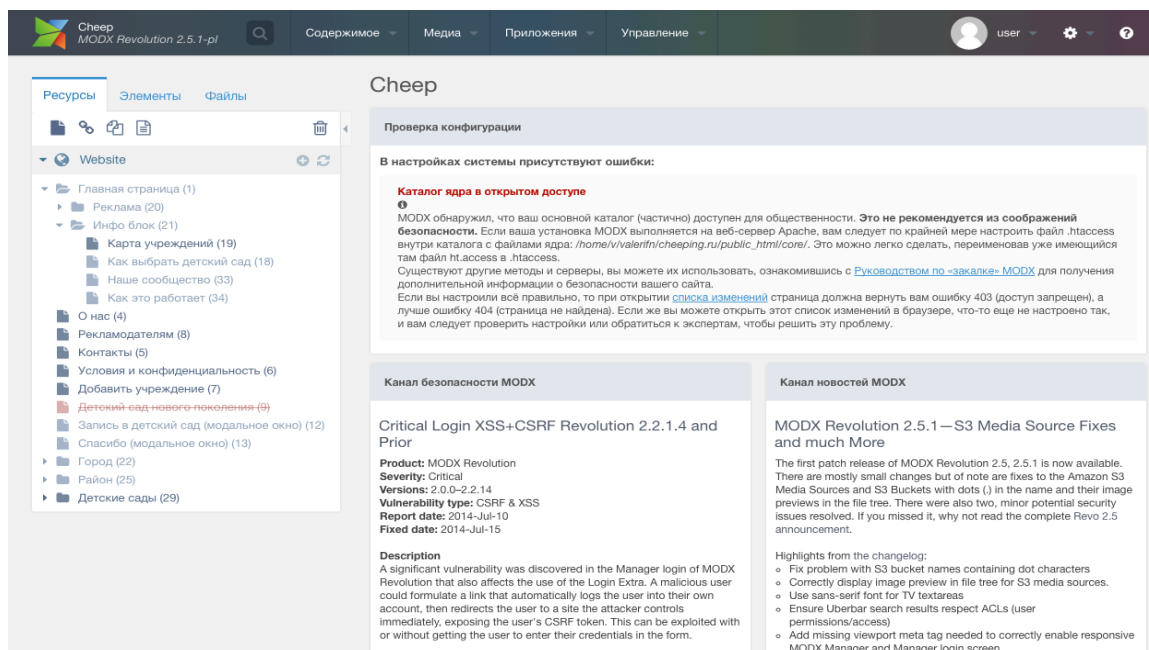 Cheep
MODX Revolution 2.5.1-pl
Содержимое
Медиа
Приложения
Управление
user
Ресурсы
Элементы
Файлы
Website
Главная страница (1)
Реклама (20)
Инфо блок (21)
Карта учреждений (19)
Как выбрать детский сад (18)
Наше сообщество (33)
Как это работает (34)
О нас (4)
Рекламодателям (8)
Контакты (5)
Условия и конфиденциальность (6)
Добавить учреждение (7)
Детский сад нового поколения (9)
Запись в детский сад (модальное окно) (12)
Спасибо (модальное окно) (13)
Город (22)
Район (25)
Детские сады (29)
Cheep
Проверка конфигурации
В настройках системы присутствуют ошибки:
Каталог ядра в открытом доступе
MODX обнаружил, что ваш основной каталог (частично) доступен для общественности. Это не рекомендуется из соображений
безопасности. Если ваша установка MODX выполняется на веб-сервер Apache, вам следует по крайней мере настроить файл .htaccess
внутри каталога с файлами ядра: /home/v/valerifn/cheeping.ru/public_html/core/. Это можно легко сделать, переименовав уже имеющийся
там файл ht.access в .htaccess.
Существуют другие методы и серверы, вы можете их использовать, ознакомившись с Руководством по «закалке» MODX для получения
дополнительной информации о безопасности вашего сайта.
Если вы настроили всё правильно, то при открытии списка изменений страница должна вернуть вам ошибку 403 (доступ запрещен), а
лучше ошибку 404 (страница не найдена). Если же вы можете открыть этот список изменений в браузере, что-то еще не настроено так,
и вам следует проверить настройки или обратиться к экспертам, чтобы решить эту проблему.
Канал безопасности MODX
Critical Login XSS+CSRF Revolution 2.2.1.4 and
Prior
Product: MODX Revolution
Severity: Critical
Versions: 2.0.0–2.2.14
Vulnerability type: CSRF & XSS
Report date: 2014-Jul-10
Fixed date: 2014-Jul-15
Description
A significant vulnerability was discovered in the Manager login of MODX
Revolution that also affects the use of the Login Extra. A malicious user
could formulate a link that automatically logs the user into their own
account, then redirects the user to a site the attacker controls
immediately, exposing the user's CSRF token. This can be exploited with
or without getting the user to enter their credentials in the form.
Канал новостей MODX
MODX Revolution 2.5.1—S3 Media Source Fixes
and much More
The first patch release of MODX Revolution 2.5, 2.5.1 is now available.
There are mostly small changes but of note are fixes to the Amazon S3
Media Sources and S3 Buckets with dots (.) in the name and their image
previews in the file tree. There were also two, minor potential security
issues resolved. If you missed it, why not read the complete Revo 2.5
announcement.
Highlights from the changelog:
Fix problem with S3 bucket names containing dot characters
Correctly display image preview in file tree for S3 media sources.
Use sans-serif font for TV textareas
Ensure Uberbar search results respect ACLs (user
permissions/access)
Add missing viewport meta tag needed to correctly enable responsive
MODX Manager and Manager login screen